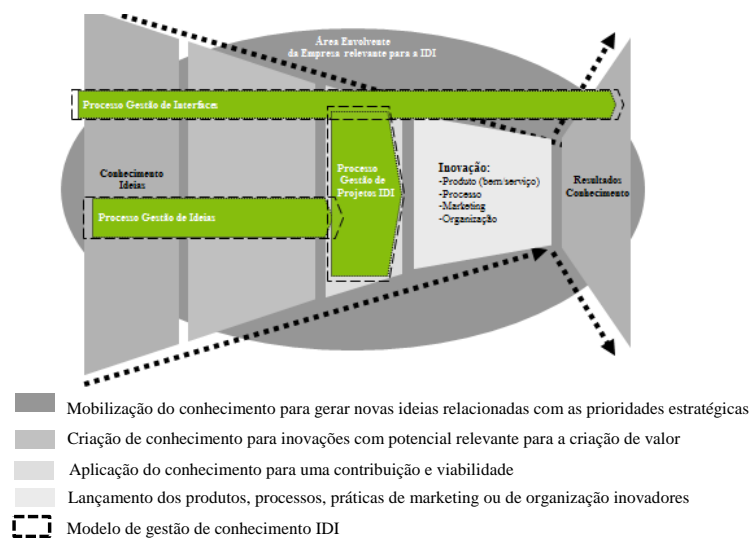 Área Envolvente
da Empresa relevante para a IDI
Processo Gestão de Interfaces
Conhecimento
Ideias
Processo Gestão de Ideias
Processo
Gestão de
Projetos IDI
Inovação:
-Produto (bem/serviço)
-Processo
-Marketing
-Organização
Resultados
Conhecimento
Mobilização do conhecimento para gerar novas ideias relacionadas com as prioridades estratégicas
Criação de conhecimento para inovações com potencial relevante para a criação de valor
Aplicação do conhecimento para uma contribuição e viabilidade
Lançamento dos produtos, processos, práticas de marketing ou de organização inovadores
Modelo de gestão de conhecimento IDI